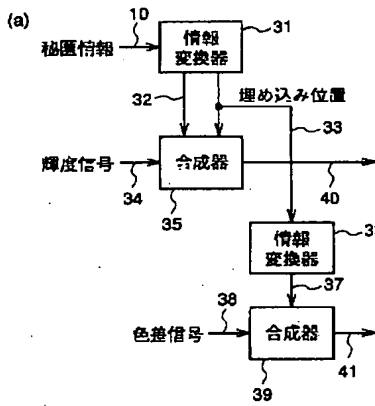 (a)
10
31
秘匿情報
情報
変換器
32
埋め込み位置
33
輝度信号
合成器
34
35
40
情報
変換器
37
38
色差信号
合成器
39
41